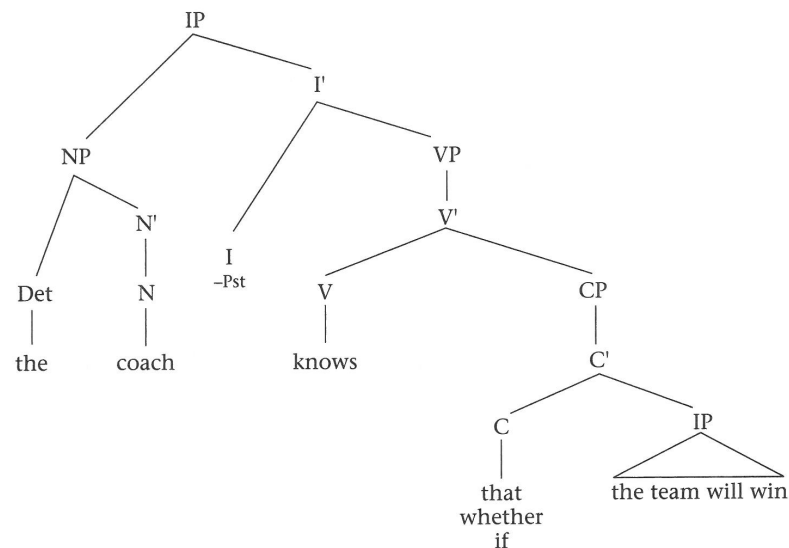 IP
I'
NP
VP
N'
V'
I
–Pst
Det
N
V
CP
the
coach
knows
C'
C
IP
that
the team will win
whether
if